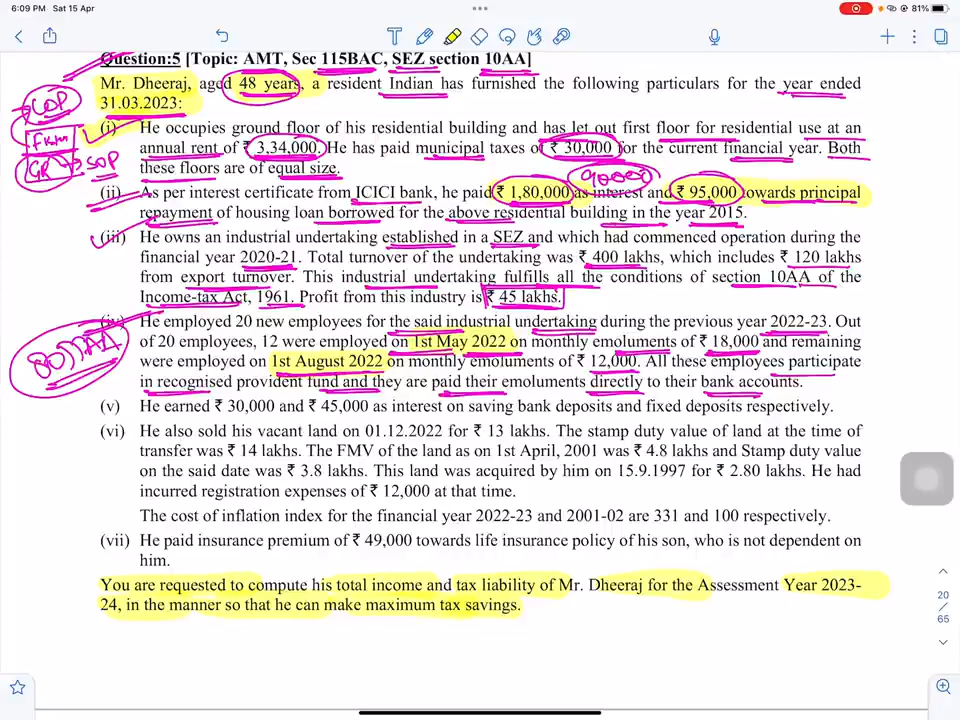 6:09 PM Sat 15 Apr
81%
Question:5 [Topic: AMT, Sec 115BAC, SEZ section 10AA]
Mr. Dheeraj, aged 48 years, a resident Indian has furnished the following particulars for the year ended
31.03.2023:
(i) He occupies ground floor of his residential building and has let out first floor for residential use at an
annual rent of ₹ 3,34,000. He has paid municipal taxes of ₹ 30,000 for the current financial year. Both
these floors are of equal size.
SOP
90000
(ii) As per interest certificate from ICICI bank, he paid ₹ 1,80,000 as interest and ₹ 95,000 towards principal
repayment of housing loan borrowed for the above residential building in the year 2015.
(iii) He owns an industrial undertaking established in a SEZ and which had commenced operation during the
financial year 2020-21. Total turnover of the undertaking was ₹ 400 lakhs, which includes ₹ 120 lakhs
from export turnover. This industrial undertaking fulfills all the conditions of section 10AA of the
Income-tax Act, 1961. Profit from this industry is ₹ 45 lakhs.
(iv) He employed 20 new employees for the said industrial undertaking during the previous year 2022-23. Out
of 20 employees, 12 were employed on 1st May 2022 on monthly emoluments of ₹ 18,000 and remaining
were employed on 1st August 2022 on monthly emoluments of ₹ 12,000. All these employees participate
in recognised provident fund and they are paid their emoluments directly to their bank accounts.
80JJAA
(v) He earned ₹ 30,000 and ₹ 45,000 as interest on saving bank deposits and fixed deposits respectively.
(vi) He also sold his vacant land on 01.12.2022 for ₹ 13 lakhs. The stamp duty value of land at the time of
transfer was ₹ 14 lakhs. The FMV of the land as on 1st April, 2001 was ₹ 4.8 lakhs and Stamp duty value
on the said date was ₹ 3.8 lakhs. This land was acquired by him on 15.9.1997 for ₹ 2.80 lakhs. He had
incurred registration expenses of ₹ 12,000 at that time.
The cost of inflation index for the financial year 2022-23 and 2001-02 are 331 and 100 respectively.
(vii) He paid insurance premium of ₹ 49,000 towards life insurance policy of his son, who is not dependent on
him.
You are requested to compute his total income and tax liability of Mr. Dheeraj for the Assessment Year 2023-
24, in the manner so that he can make maximum tax savings.
20
/
65